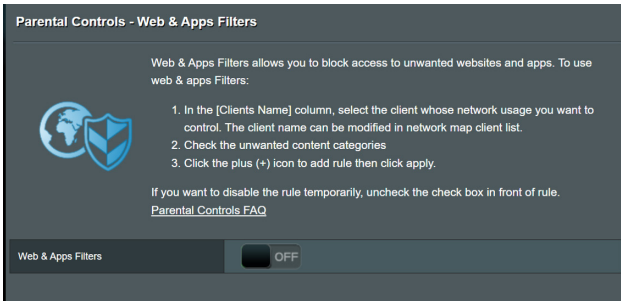 Parental Controls - Web & Apps Filters
Web & Apps Filters allows you to block access to unwanted websites and apps. To use
web & apps Filters:
1. In the [Clients Name] column, select the client whose network usage you want to
control. The client name can be modified in network map client list.
2. Check the unwanted content categories
3. Click the plus (+) icon to add rule then click apply.
If you want to disable the rule temporarily, uncheck the check box in front of rule.
Parental Controls FAQ
Web & Apps Filters
OFF